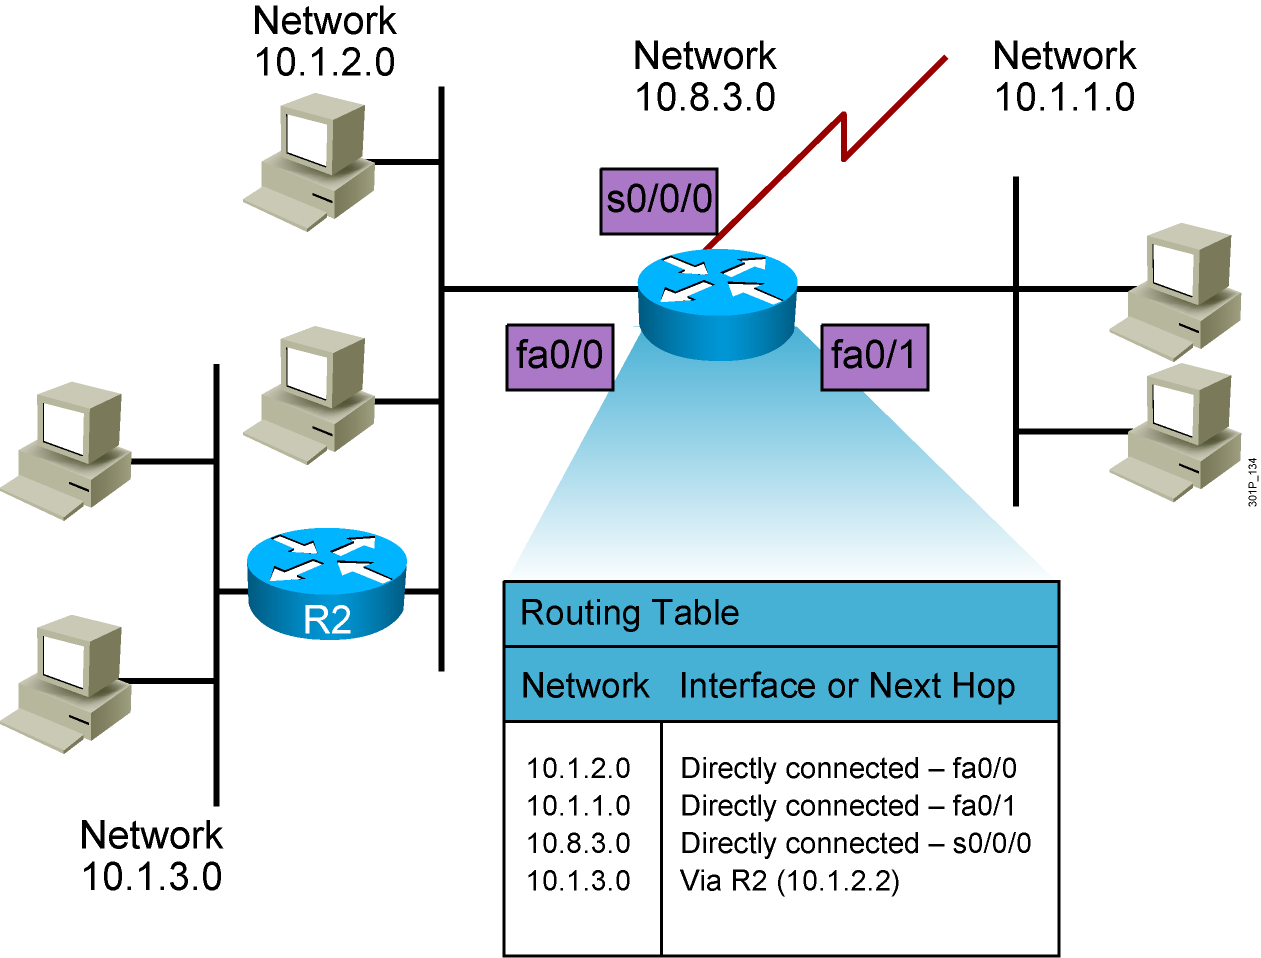 Network
10.1.2.0
Network
10.8.3.0
Network
10.1.1.0
s0/0/0
fa0/0
fa0/1
R2
Network
10.1.3.0
301P_134
Routing Table
Network Interface or Next Hop
10.1.2.0 Directly connected – fa0/0
10.1.1.0 Directly connected – fa0/1
10.8.3.0 Directly connected – s0/0/0
10.1.3.0 Via R2 (10.1.2.2)